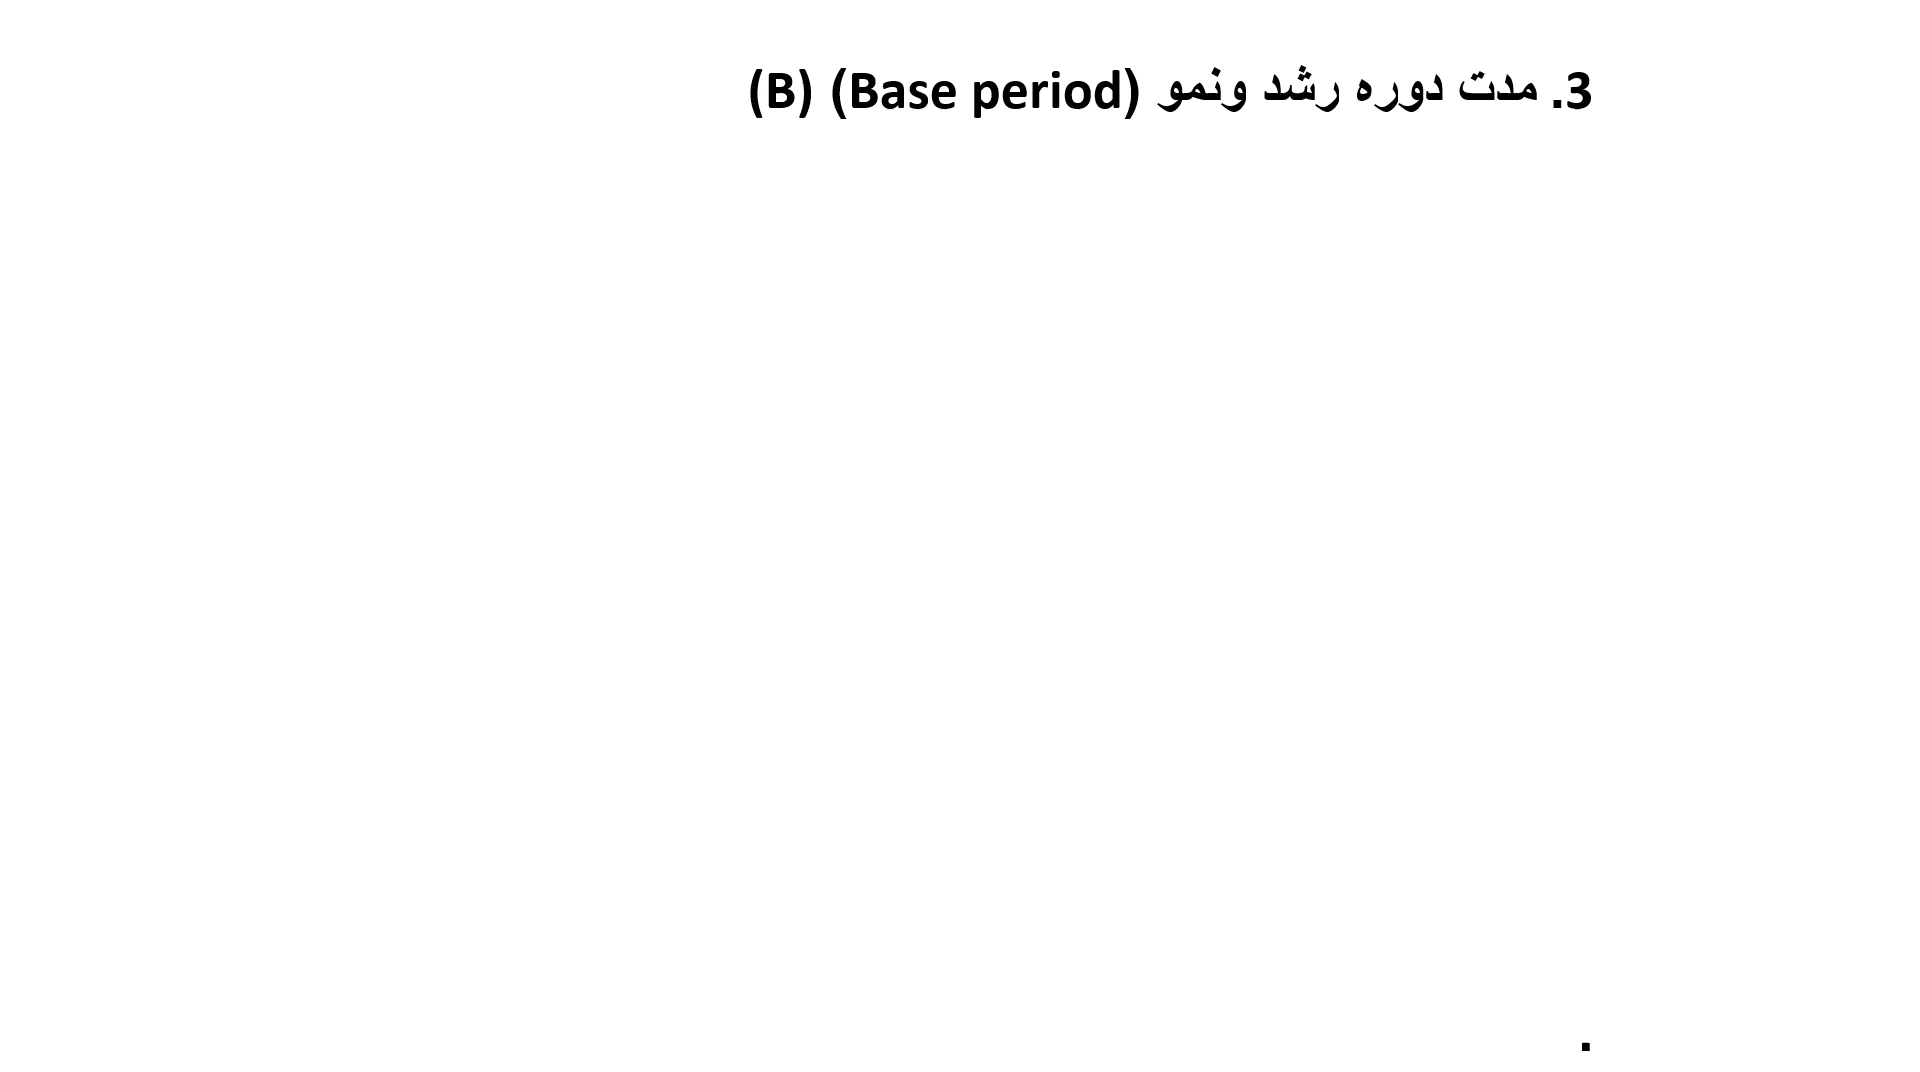 3. مدت دوره رشد ونمو (Base period) (B)
.